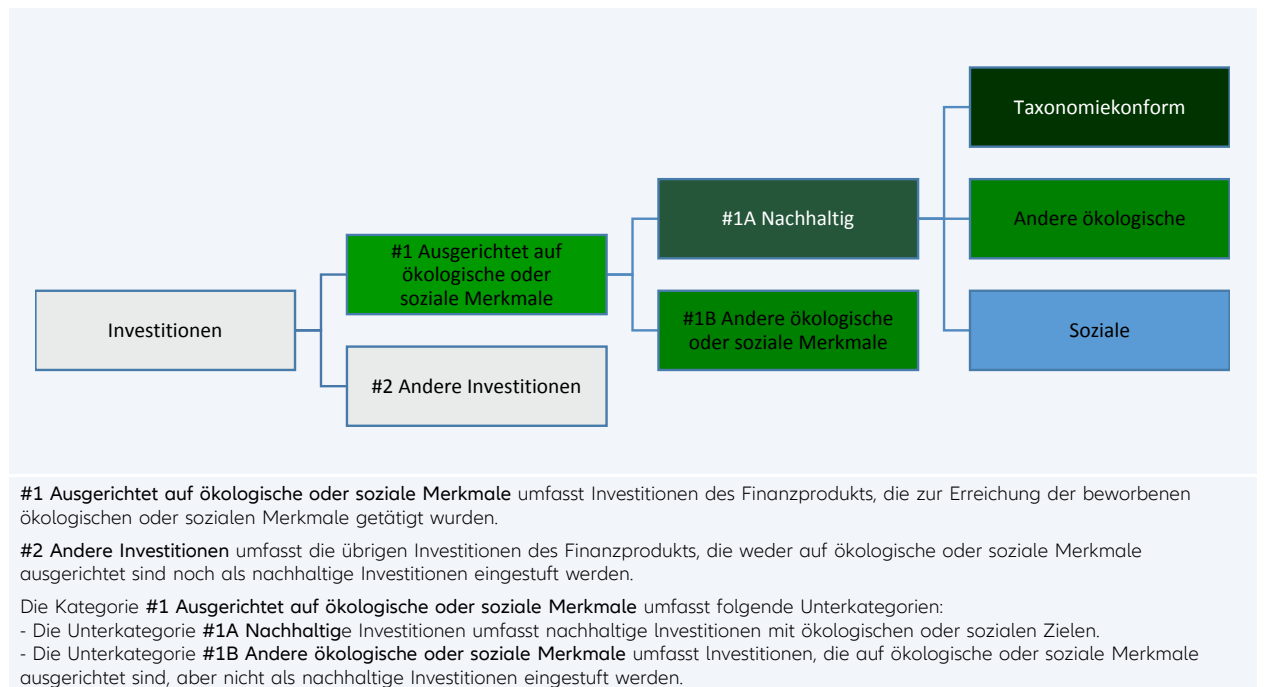 Taxonomiekonform
#1A Nachhaltig
Andere ökologische
#1 Ausgerichtet auf
ökologische oder
soziale Merkmale
Investitionen
#1B Andere ökologische
oder soziale Merkmale
Soziale
#2 Andere Investitionen
#1 Ausgerichtet auf ökologische oder soziale Merkmale umfasst Investitionen des Finanzprodukts, die zur Erreichung der beworbenen
ökologischen oder sozialen Merkmale getätigt wurden.
#2 Andere Investitionen umfasst die übrigen Investitionen des Finanzprodukts, die weder auf ökologische oder soziale Merkmale
ausgerichtet sind noch als nachhaltige Investitionen eingestuft werden.
Die Kategorie #1 Ausgerichtet auf ökologische oder soziale Merkmale umfasst folgende Unterkategorien:
- Die Unterkategorie #1A Nachhaltige Investitionen umfasst nachhaltige Investitionen mit ökologischen oder sozialen Zielen.
- Die Unterkategorie #1B Andere ökologische oder soziale Merkmale umfasst Investitionen, die auf ökologische oder soziale Merkmale
ausgerichtet sind, aber nicht als nachhaltige Investitionen eingestuft werden.